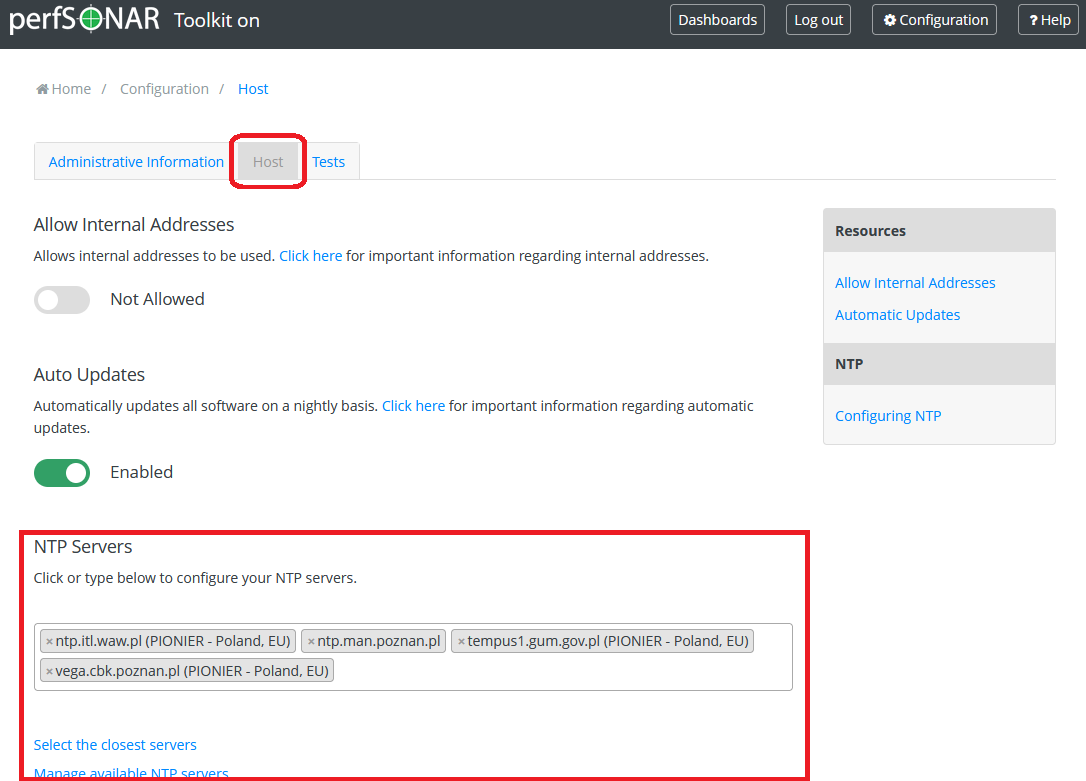 perfSONAR Toolkit on
Dashboards
Log out
Configuration
? Help
Home / Configuration / Host
Administrative Information
Host
Tests
Allow Internal Addresses
Allows internal addresses to be used. Click here for important information regarding internal addresses.
Not Allowed
Auto Updates
Automatically updates all software on a nightly basis. Click here for important information regarding automatic
updates.
Enabled
NTP Servers
Click or type below to configure your NTP servers.
× ntp.itl.waw.pl (PIONIER - Poland, EU) × ntp.man.poznan.pl × tempus1.gum.gov.pl (PIONIER - Poland, EU)
× vega.cbk.poznan.pl (PIONIER - Poland, EU)
Select the closest servers
Manage available NTP servers
Resources
Allow Internal Addresses
Automatic Updates
NTP
Configuring NTP